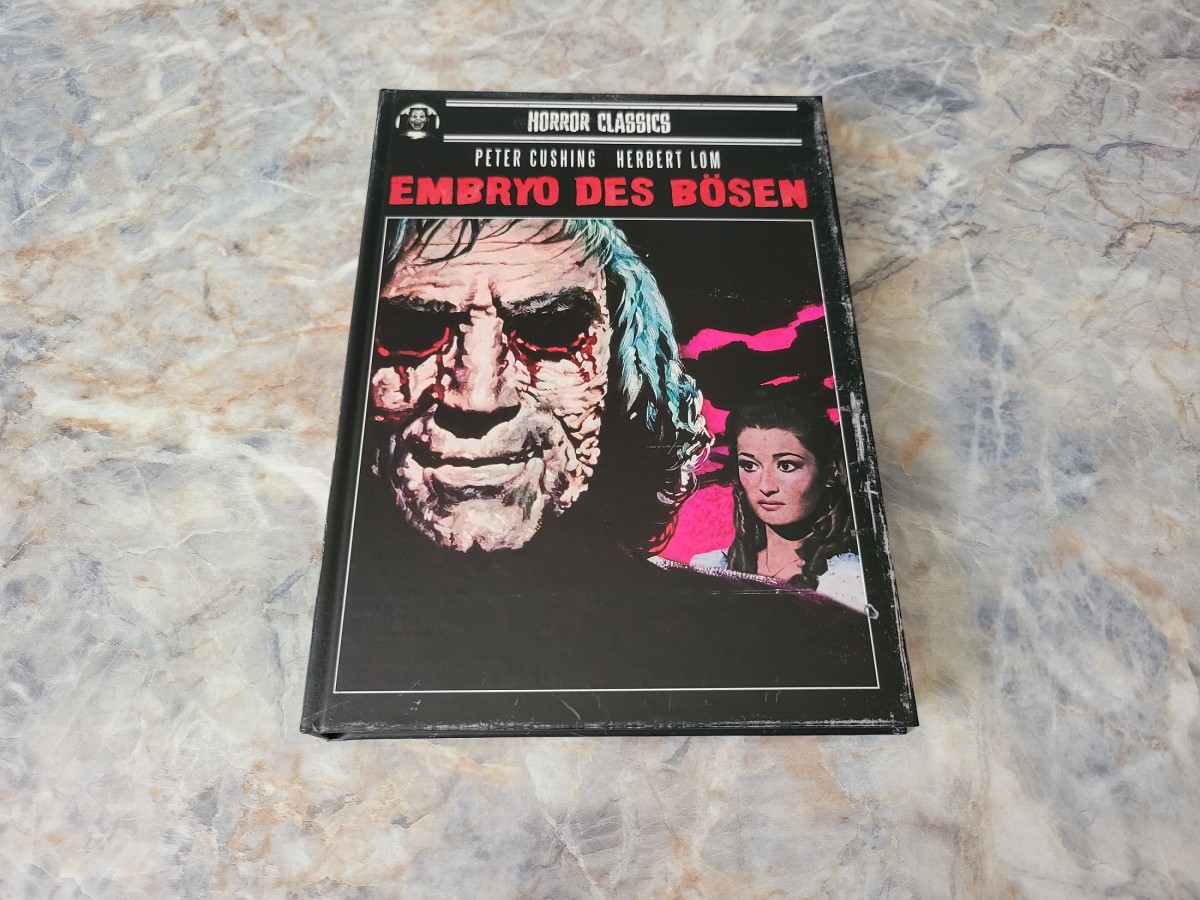 HORROR CLASSICS
PETER CUSHING HERBERT LOM
EMBRYO DES BÖSEN